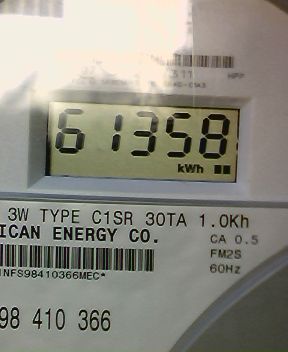 61358
kWh
3W TYPE C1SR 30TA 1.0Kh
ICAN ENERGY CO.
CA 0.5
FM2S
60Hz
INFS98410366MEC*
98 410 366